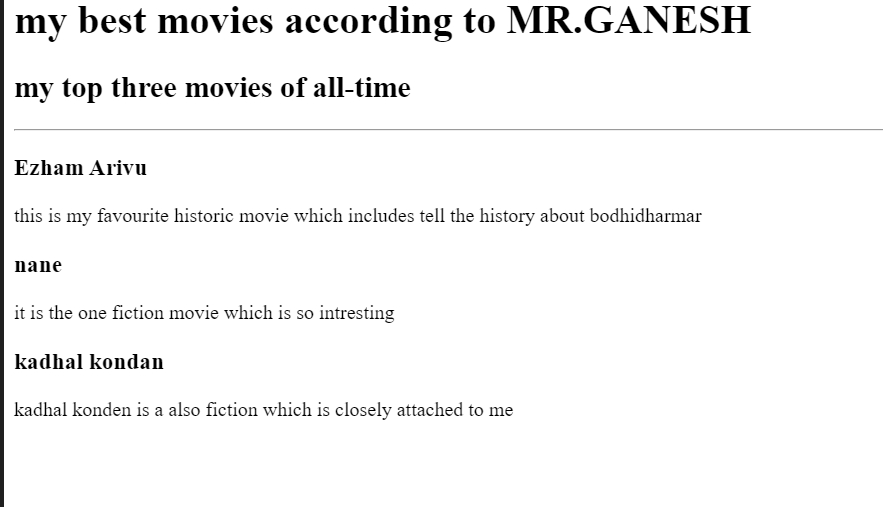 my best movies according to MR.GANESH
my top three movies of all-time
Ezham Arivu
this is my favourite historic movie which includes tell the history about bodhidharmar
nane
it is the one fiction movie which is so intresting
kadhal kondan
kadhal konden is a also fiction which is closely attached to me